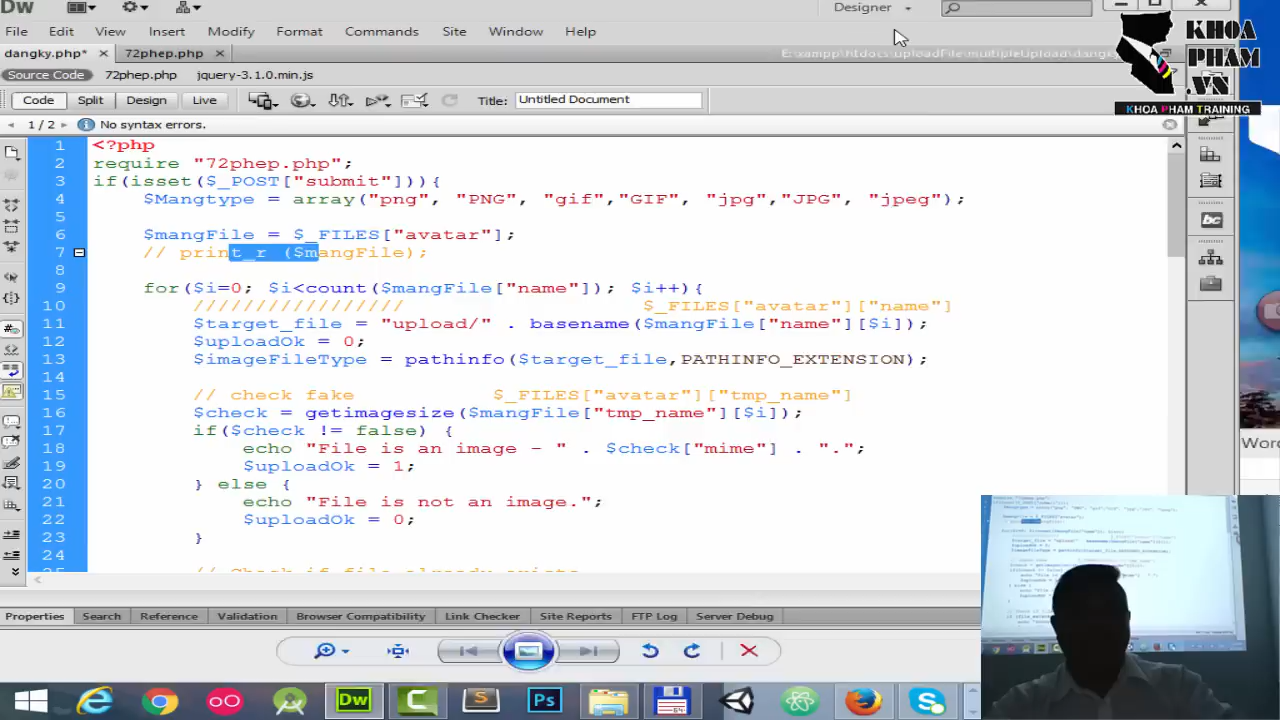 Dw
Designer
File Edit View Insert Modify Format Commands Site Window Help
KHOA
PHAM
.VN
KHOA PHAM TRAINING
dangky.php* × 72phep.php ×
Source Code 72phep.php jquery-3.1.0.min.js
Code Split Design Live Title: Untitled Document
1 / 2 No syntax errors.
1 <?php
2 require "72phep.php";
3 if(isset($_POST["submit"])){
4 $Mangtype = array("png", "PNG", "gif","GIF", "jpg","JPG", "jpeg");
5
6 $mangFile = $_FILES["avatar"];
7 // print_r ($mangFile);
8
9 for($i=0; $i<count($mangFile["name"]); $i++){
10 ///////////////// $_FILES["avatar"]["name"]
11 $target_file = "upload/" . basename($mangFile["name"][$i]);
12 $uploadOk = 0;
13 $imageFileType = pathinfo($target_file,PATHINFO_EXTENSION);
14
15 // check fake $_FILES["avatar"]["tmp_name"]
16 $check = getimagesize($mangFile["tmp_name"][$i]);
17 if($check != false) {
18 echo "File is an image - " . $check["mime"] . ".";
19 $uploadOk = 1;
20 } else {
21 echo "File is not an image.";
22 $uploadOk = 0;
23 }
24
bc
Word
Properties Search Reference Validation Browser Compatibility Link Checker Site Reports FTP Log Server Debug
Dw Ps